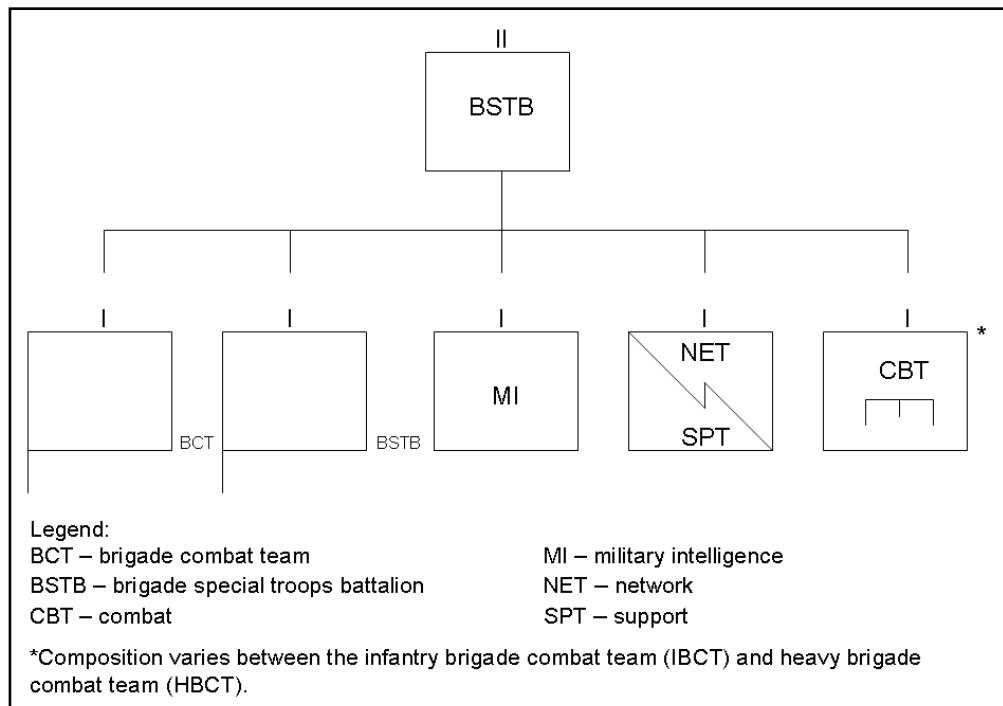 II
BSTB
I I I I I
*
NET
CBT
MI
SPT
BCT BSTB
Legend:
BCT – brigade combat team
MI – military intelligence
BSTB – brigade special troops battalion
NET – network
CBT – combat
SPT – support
*Composition varies between the infantry brigade combat team (IBCT) and heavy brigade
combat team (HBCT).